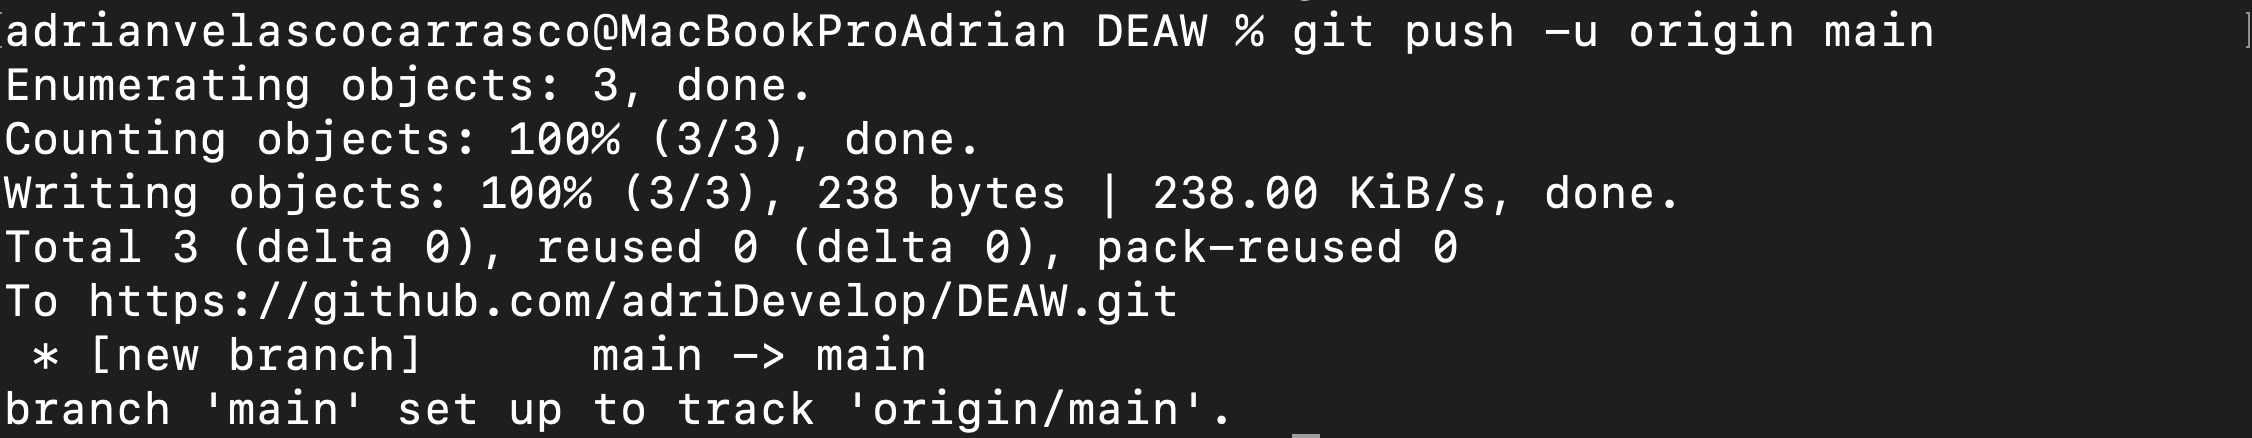 [adrianvelascocarrasco@MacBookProAdrian DEAW % git push -u origin main ]
Enumerating objects: 3, done.
Counting objects: 100% (3/3), done.
Writing objects: 100% (3/3), 238 bytes | 238.00 KiB/s, done.
Total 3 (delta 0), reused 0 (delta 0), pack-reused 0
To https://github.com/adriDevelop/DEAW.git
 * [new branch]      main -> main
branch 'main' set up to track 'origin/main'.